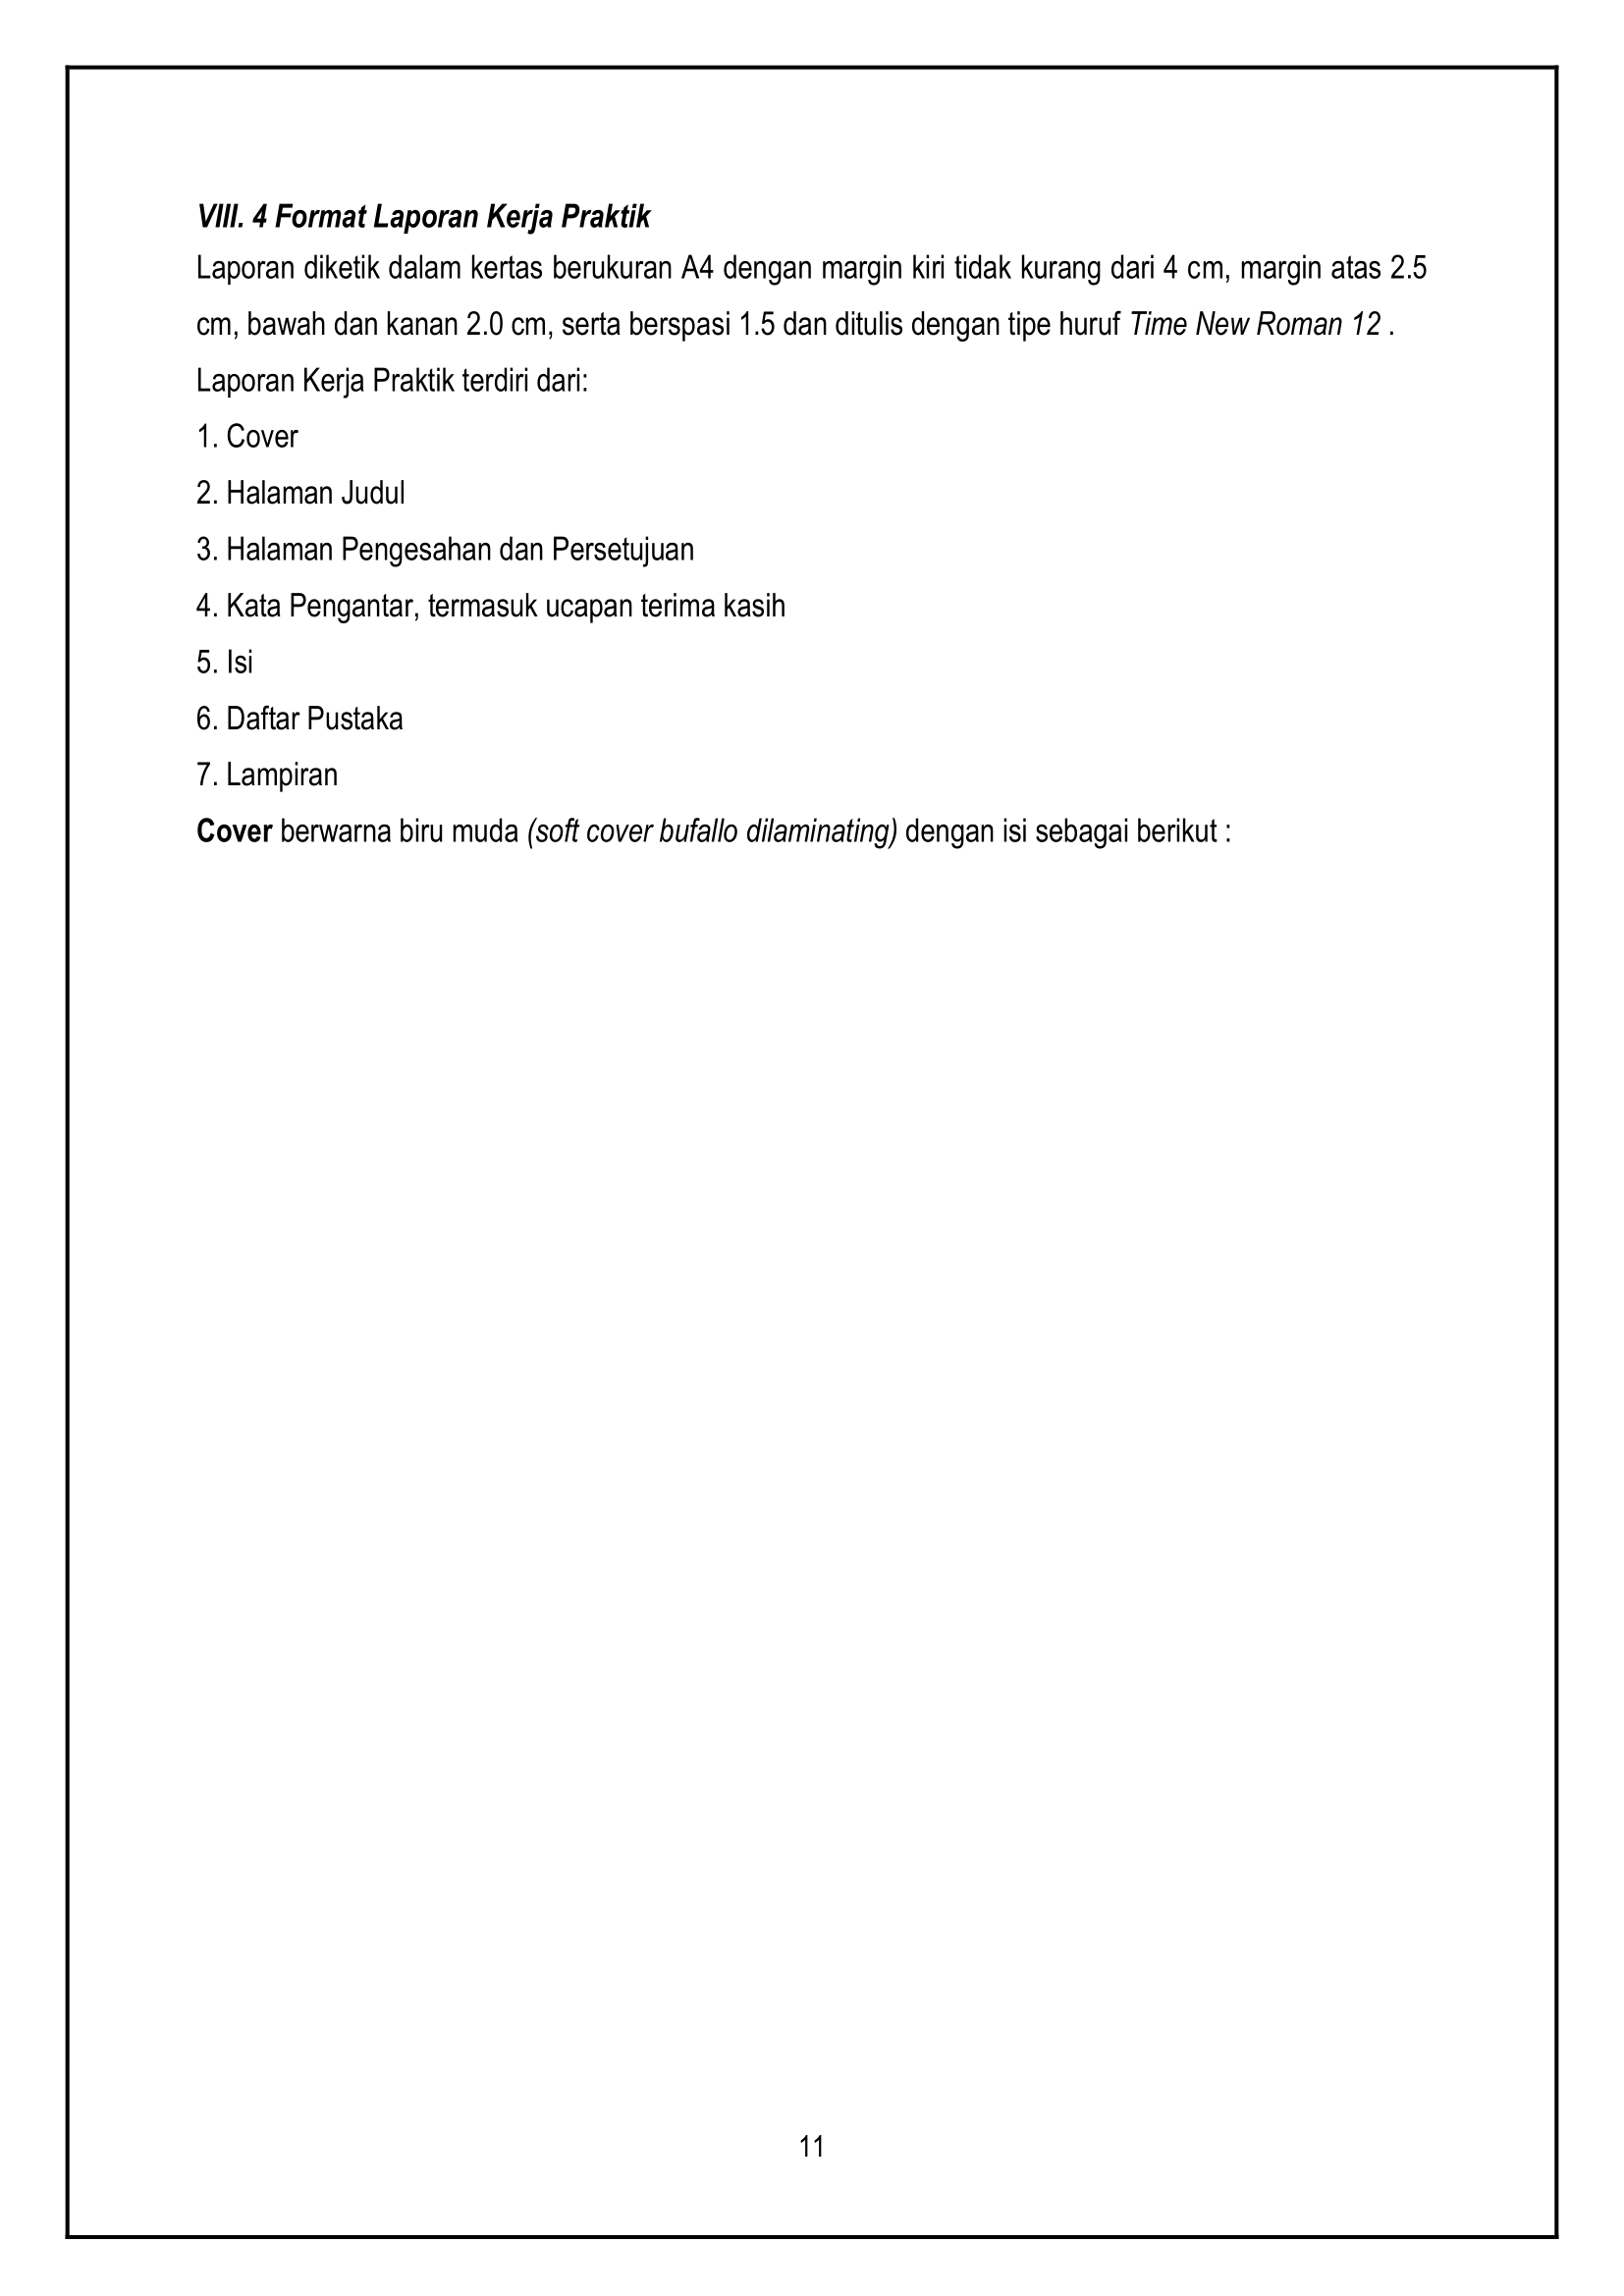 VIII. 4 Format Laporan Kerja Praktik
Laporan diketik dalam kertas berukuran A4 dengan margin kiri tidak kurang dari 4 cm, margin atas 2.5
cm, bawah dan kanan 2.0 cm, serta berspasi 1.5 dan ditulis dengan tipe huruf Time New Roman 12 .
Laporan Kerja Praktik terdiri dari:
1. Cover
2. Halaman Judul
3. Halaman Pengesahan dan Persetujuan
4. Kata Pengantar, termasuk ucapan terima kasih
5. Isi
6. Daftar Pustaka
7. Lampiran
Cover berwarna biru muda (soft cover bufallo dilaminating) dengan isi sebagai berikut :
11